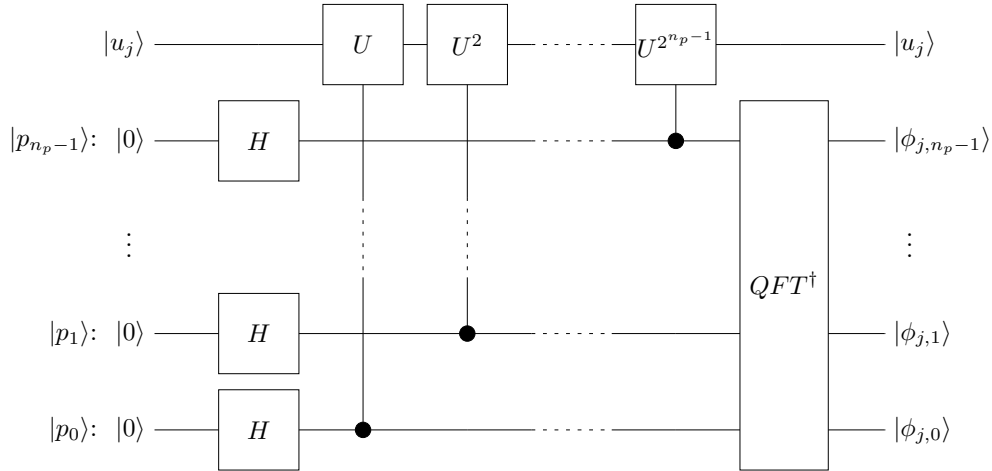 |u_j⟩ U U^2 U^{2^{n_p-1}} |u_j⟩
|p_{n_p-1}⟩: |0⟩ H |ϕ_{j,n_p-1}⟩
⋮ ⋮
QFT^†
|p_1⟩: |0⟩ H |ϕ_{j,1}⟩
|p_0⟩: |0⟩ H |ϕ_{j,0}⟩